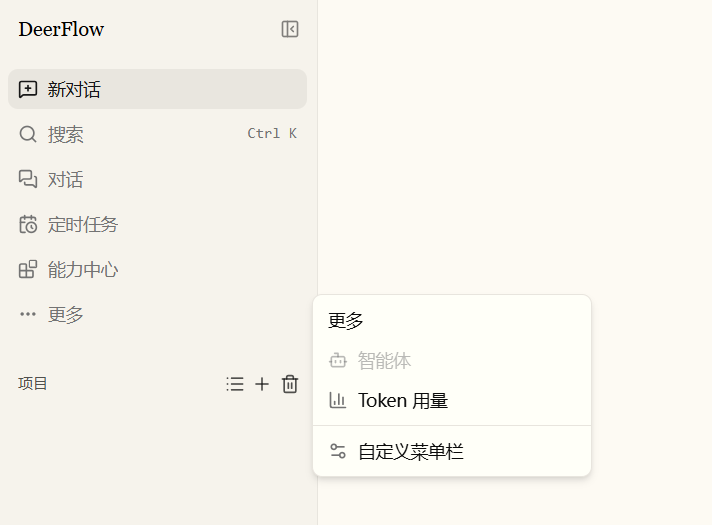 DeerFlow
新对话
搜索 Ctrl K
对话
定时任务
能力中心
更多
项目
更多
智能体
Token 用量
自定义菜单栏